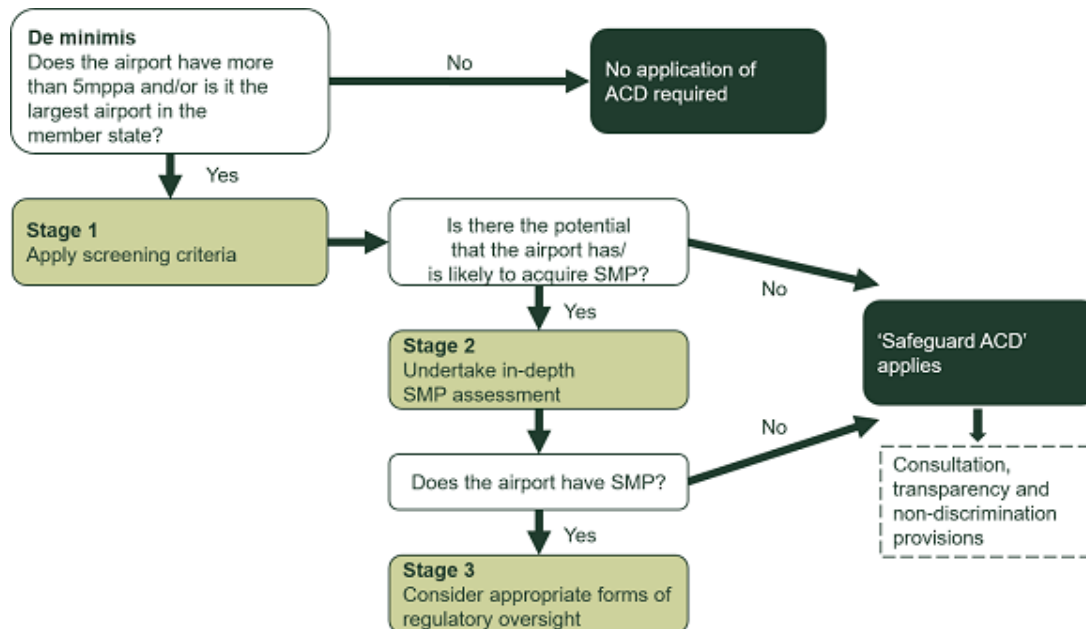 De minimis
Does the airport have more
than 5mppa and/or is it the
largest airport in the
member state?
No
No application of
ACD required
Yes
Stage 1
Apply screening criteria
Is there the potential
that the airport has/
is likely to acquire SMP?
No
Yes
Stage 2
Undertake in-depth
SMP assessment
‘Safeguard ACD’
applies
No
Does the airport have SMP?
Consultation,
transparency and
non-discrimination
provisions
Yes
Stage 3
Consider appropriate forms of
regulatory oversight